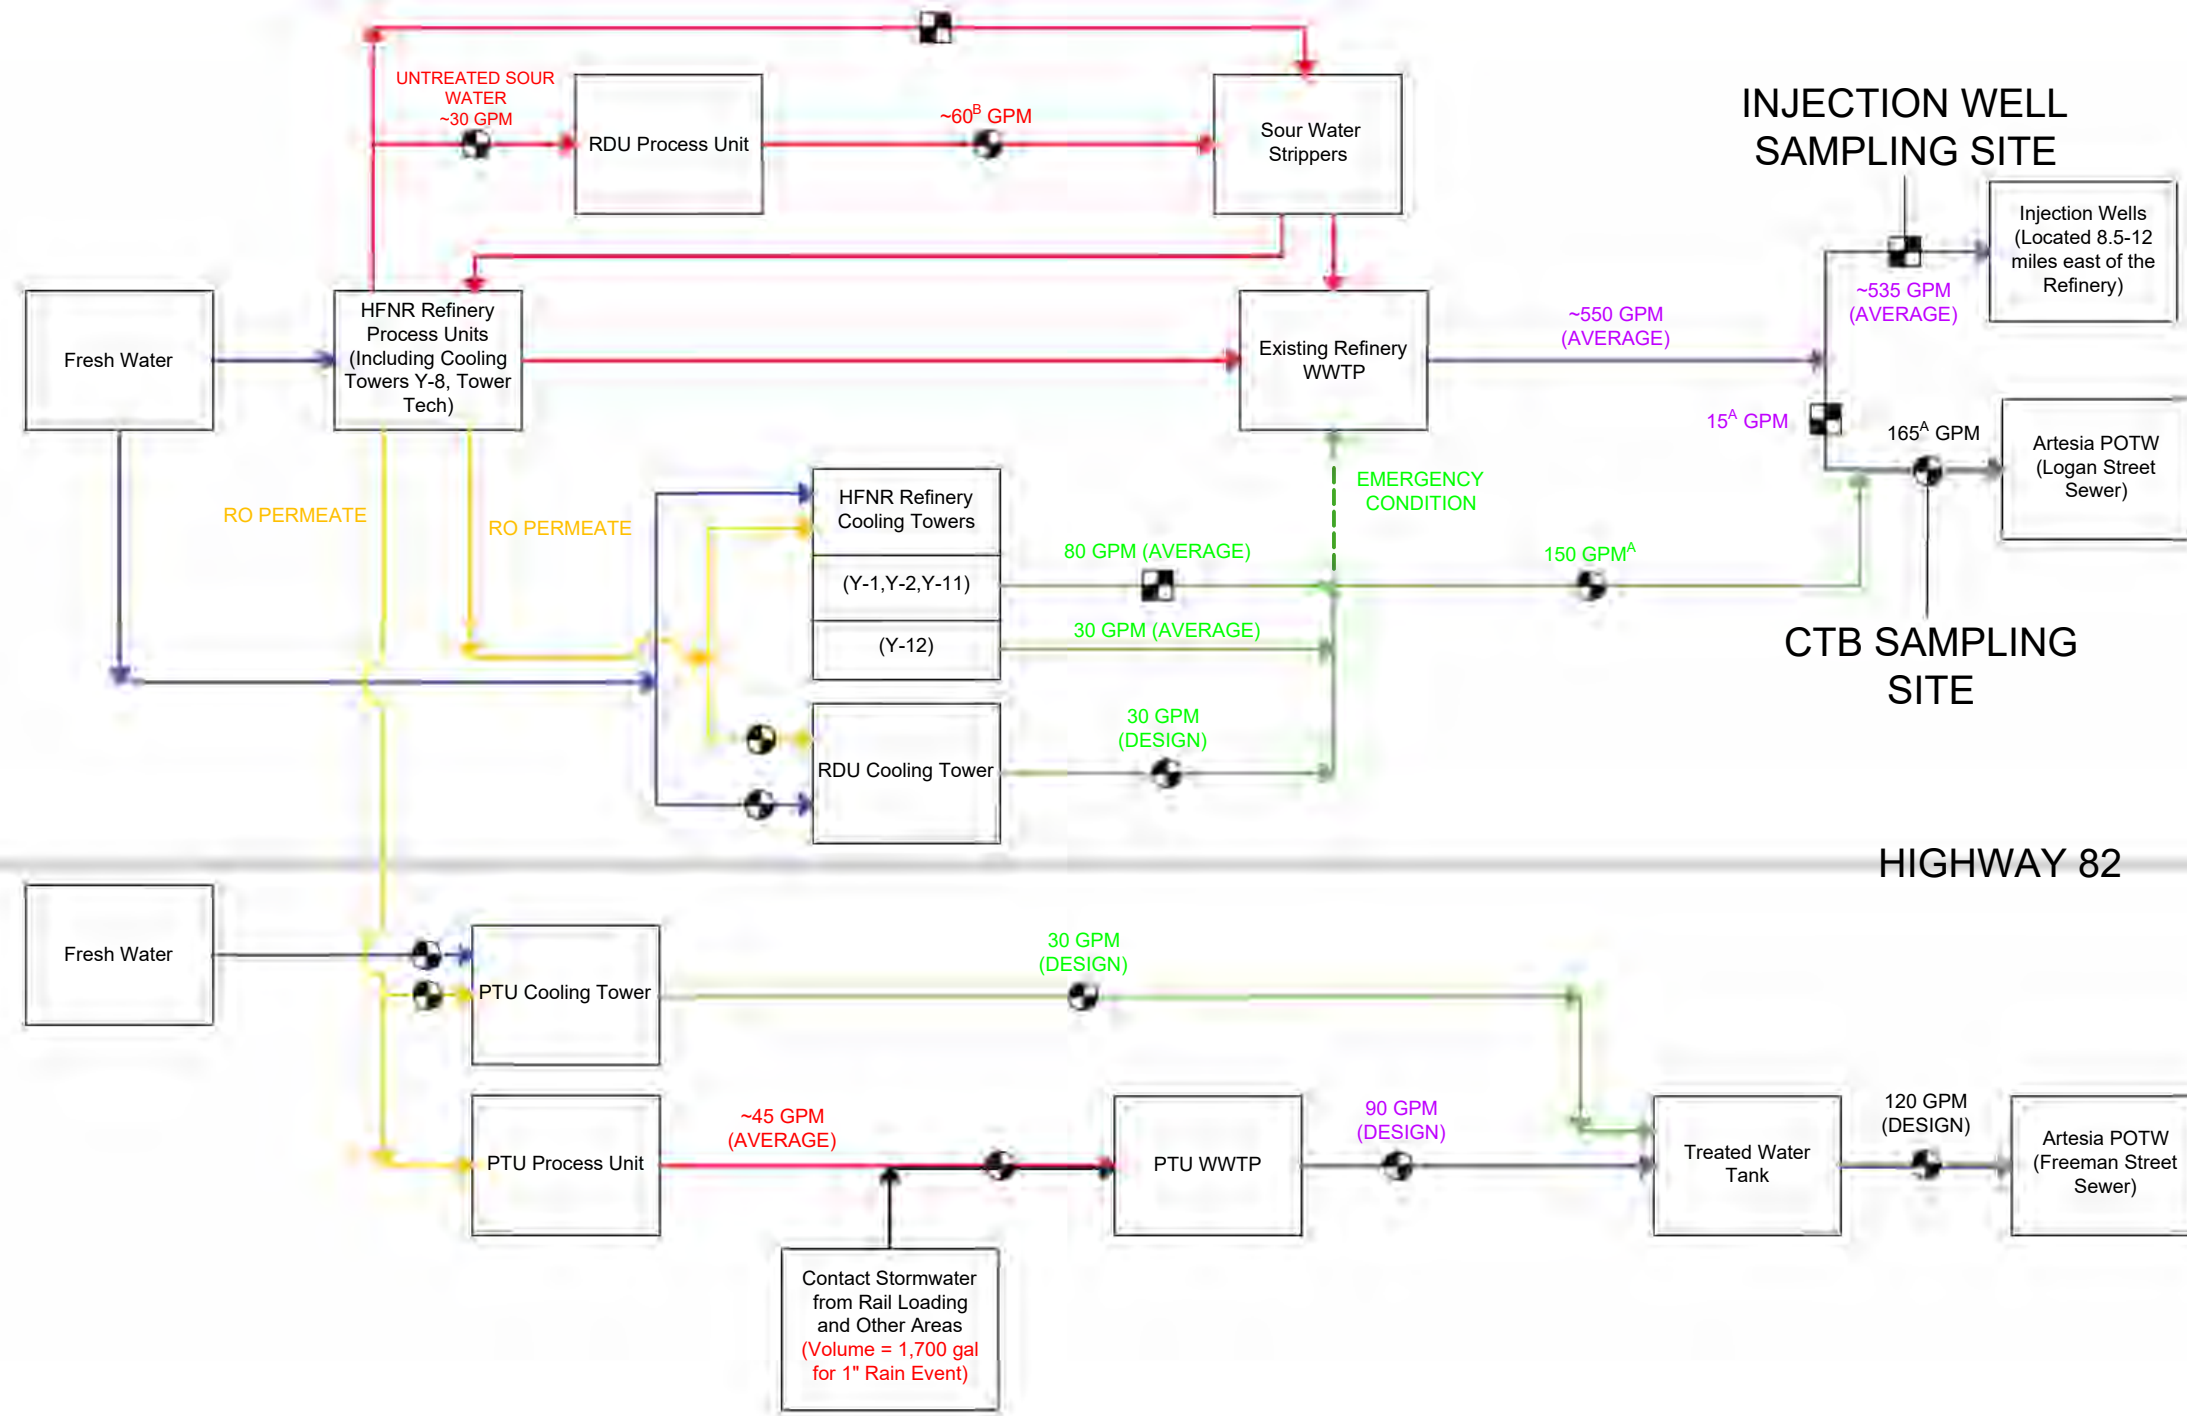 UNTREATED SOUR
WATER
~30 GPM
RDU Process Unit
~60B GPM
Sour Water
Strippers
INJECTION WELL
SAMPLING SITE
Injection Wells
(Located 8.5-12
miles east of the
Refinery)
Fresh Water
HFNR Refinery
Process Units
(Including Cooling
Towers Y-8, Tower
Tech)
Existing Refinery
WWTP
~550 GPM
(AVERAGE)
~535 GPM
(AVERAGE)
15A GPM
165A GPM
Artesia POTW
(Logan Street
Sewer)
RO PERMEATE
RO PERMEATE
HFNR Refinery
Cooling Towers
(Y-1,Y-2,Y-11)
(Y-12)
80 GPM (AVERAGE)
30 GPM (AVERAGE)
EMERGENCY
CONDITION
150 GPMA
CTB SAMPLING
SITE
RDU Cooling Tower
30 GPM
(DESIGN)
HIGHWAY 82
Fresh Water
PTU Cooling Tower
30 GPM
(DESIGN)
PTU Process Unit
~45 GPM
(AVERAGE)
PTU WWTP
90 GPM
(DESIGN)
Treated Water
Tank
120 GPM
(DESIGN)
Artesia POTW
(Freeman Street
Sewer)
Contact Stormwater
from Rail Loading
and Other Areas
(Volume = 1,700 gal
for 1" Rain Event)